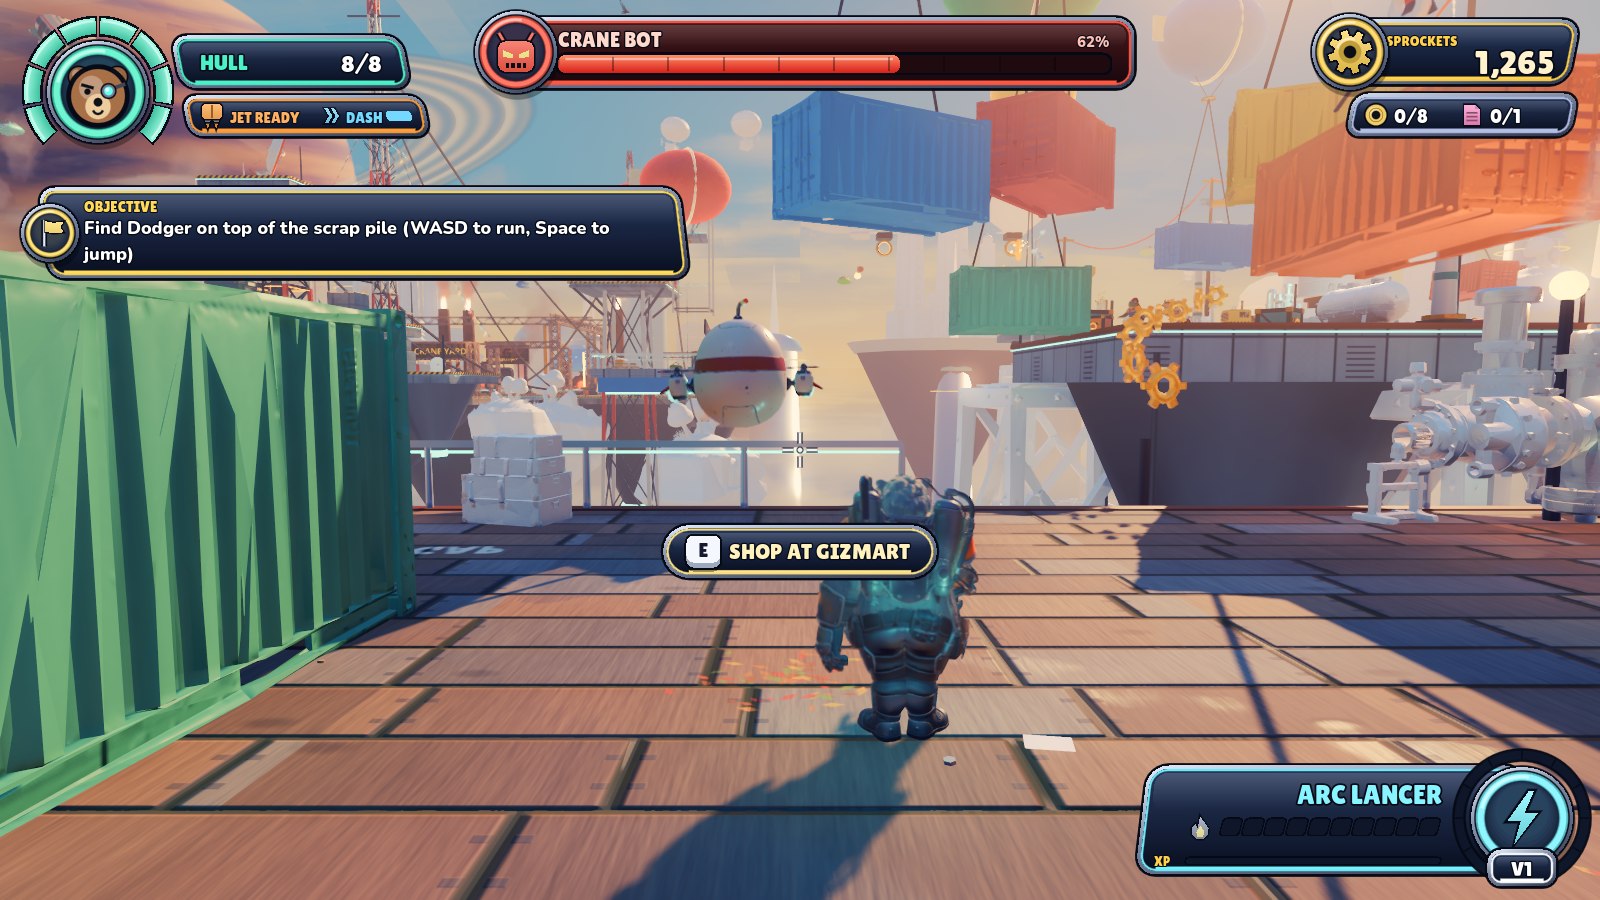 HULL
8/8
JET READY
DASH
CRANE BOT
62%
SPROCKETS
1,265
0/8
0/1
OBJECTIVE
Find Dodger on top of the scrap pile (WASD to run, Space to
jump)
CRANE YARD
E
SHOP AT GIZMART
ARC LANCER
XP
V1